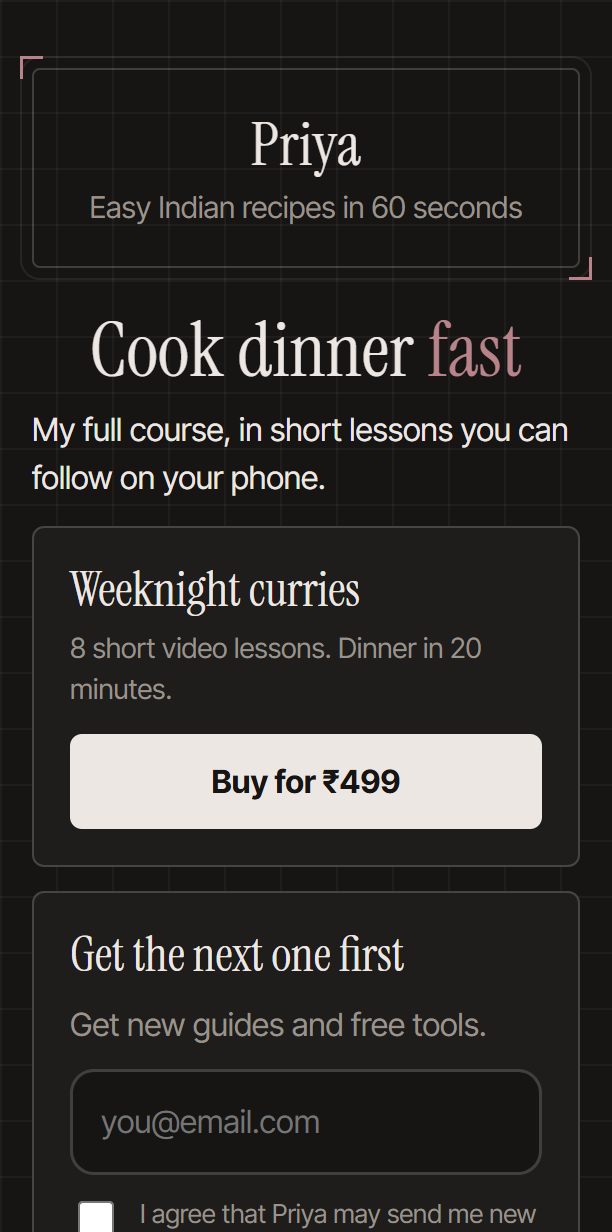 Priya
Easy Indian recipes in 60 seconds
Cook dinner fast
My full course, in short lessons you can
follow on your phone.
Weeknight curries
8 short video lessons. Dinner in 20
minutes.
Buy for ₹499
Get the next one first
Get new guides and free tools.
you@email.com
I agree that Priya may send me new